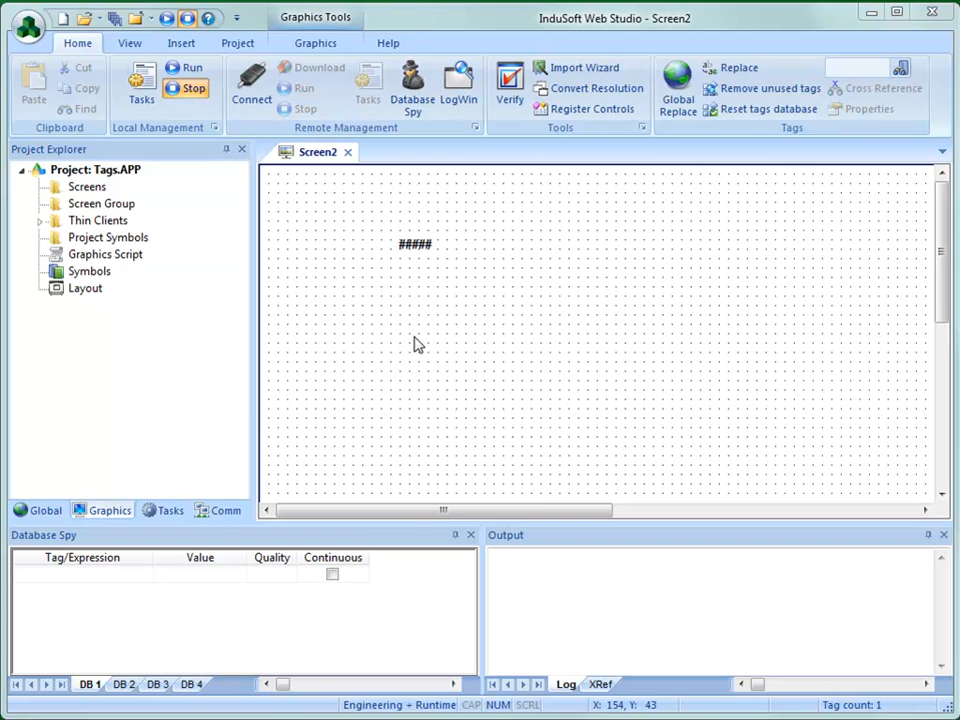 Graphics Tools
InduSoft Web Studio - Screen2
Home View Insert Project Graphics Help
Paste
Cut
Copy
Find
Clipboard
Tasks
Run
Stop
Local Management
Connect
Download
Run
Stop
Tasks
Database Spy
LogWin
Remote Management
Verify
Import Wizard
Convert Resolution
Register Controls
Tools
Global Replace
Replace
Remove unused tags
Reset tags database
Cross Reference
Properties
Tags
Project Explorer
Project: Tags.APP
Screens
Screen Group
Thin Clients
Project Symbols
Graphics Script
Symbols
Layout
Global Graphics Tasks Comm
Screen2
#####
Database Spy
Tag/Expression Value Quality Continuous
DB 1 DB 2 DB 3 DB 4
Output
Log XRef
Engineering + Runtime CAP NUM SCRL X: 154, Y: 43 Tag count: 1